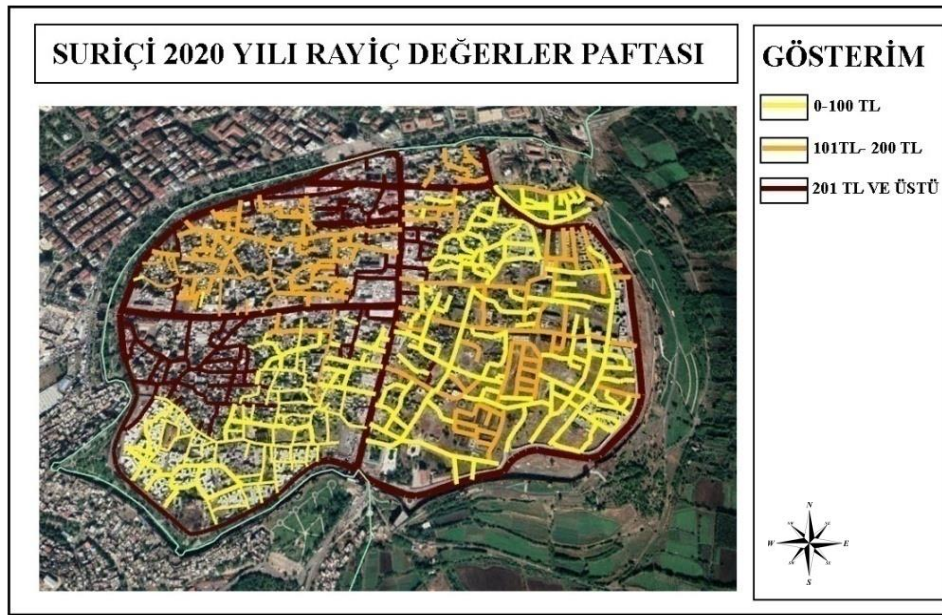 SURİÇİ 2020 YILI RAYİÇ DEĞERLER PAFTASI
GÖSTERİM
0-100 TL
101TL- 200 TL
201 TL VE ÜSTÜ
N
W
E
S